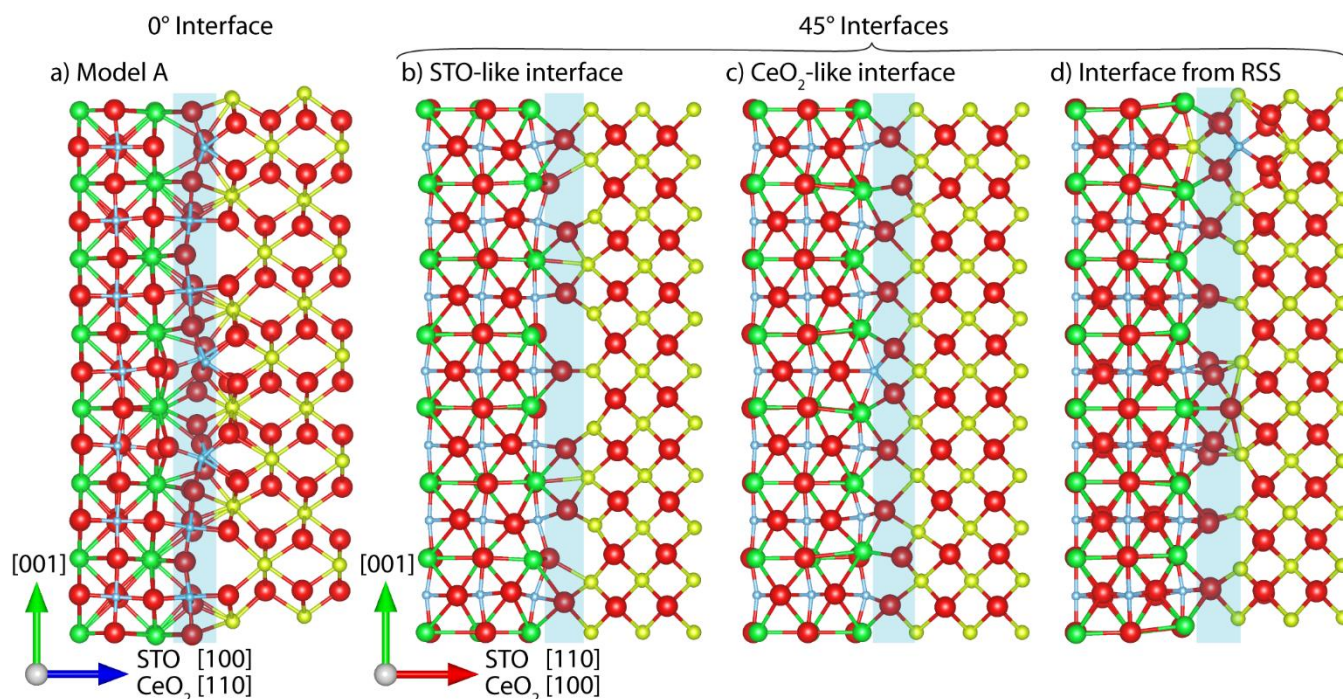 0° Interface
45° Interfaces
a) Model A
b) STO-like interface
c) CeO₂-like interface
d) Interface from RSS
[001]
STO [100]
CeO₂ [110]
[001]
STO [110]
CeO₂ [100]